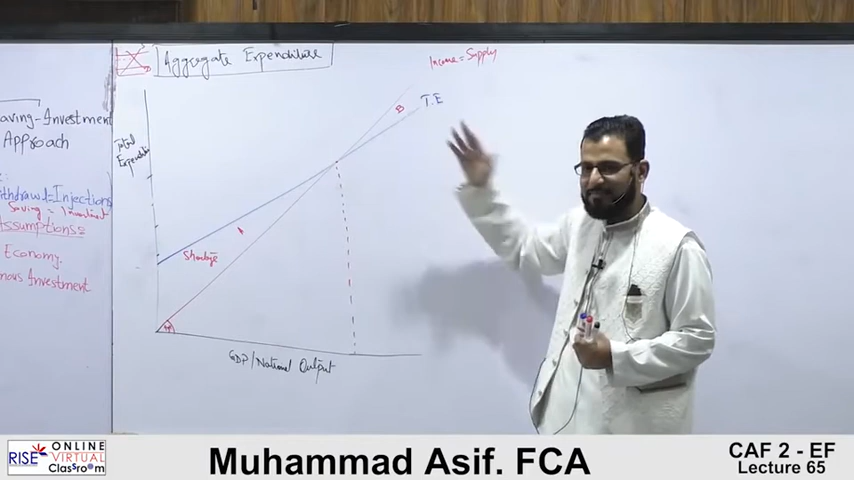 Aggregate Expenditure
Income = Supply
T.E
B
Total
Expenditure
Shortage
GDP/National Output
Saving-Investment
Approach
Withdrawl=Injections
Saving = Investment
Assumptions:
Economy.
Investment
RISE
ONLINE
VIRTUAL
Classroom
Muhammad Asif. FCA
CAF 2 - EF
Lecture 65